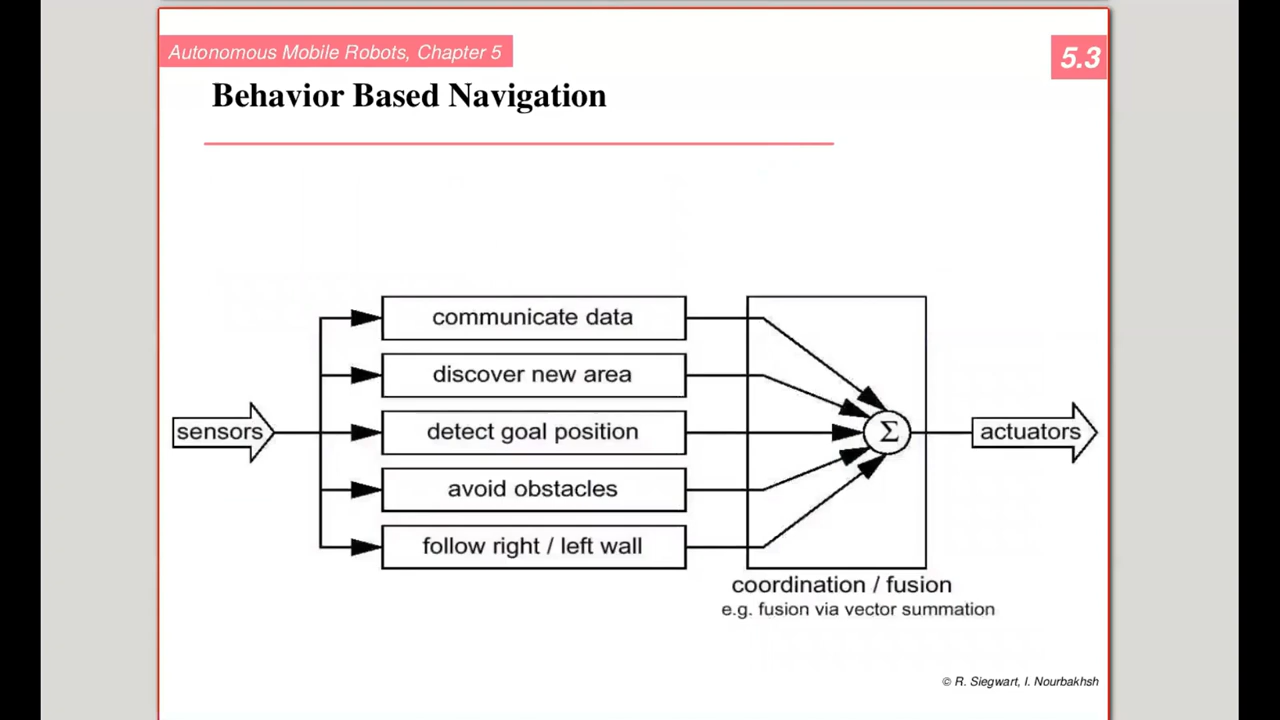 Autonomous Mobile Robots, Chapter 5
5.3
Behavior Based Navigation
communicate data
discover new area
sensors
detect goal position
Σ
actuators
avoid obstacles
follow right / left wall
coordination / fusion
e.g. fusion via vector summation
© R. Siegwart, I. Nourbakhsh